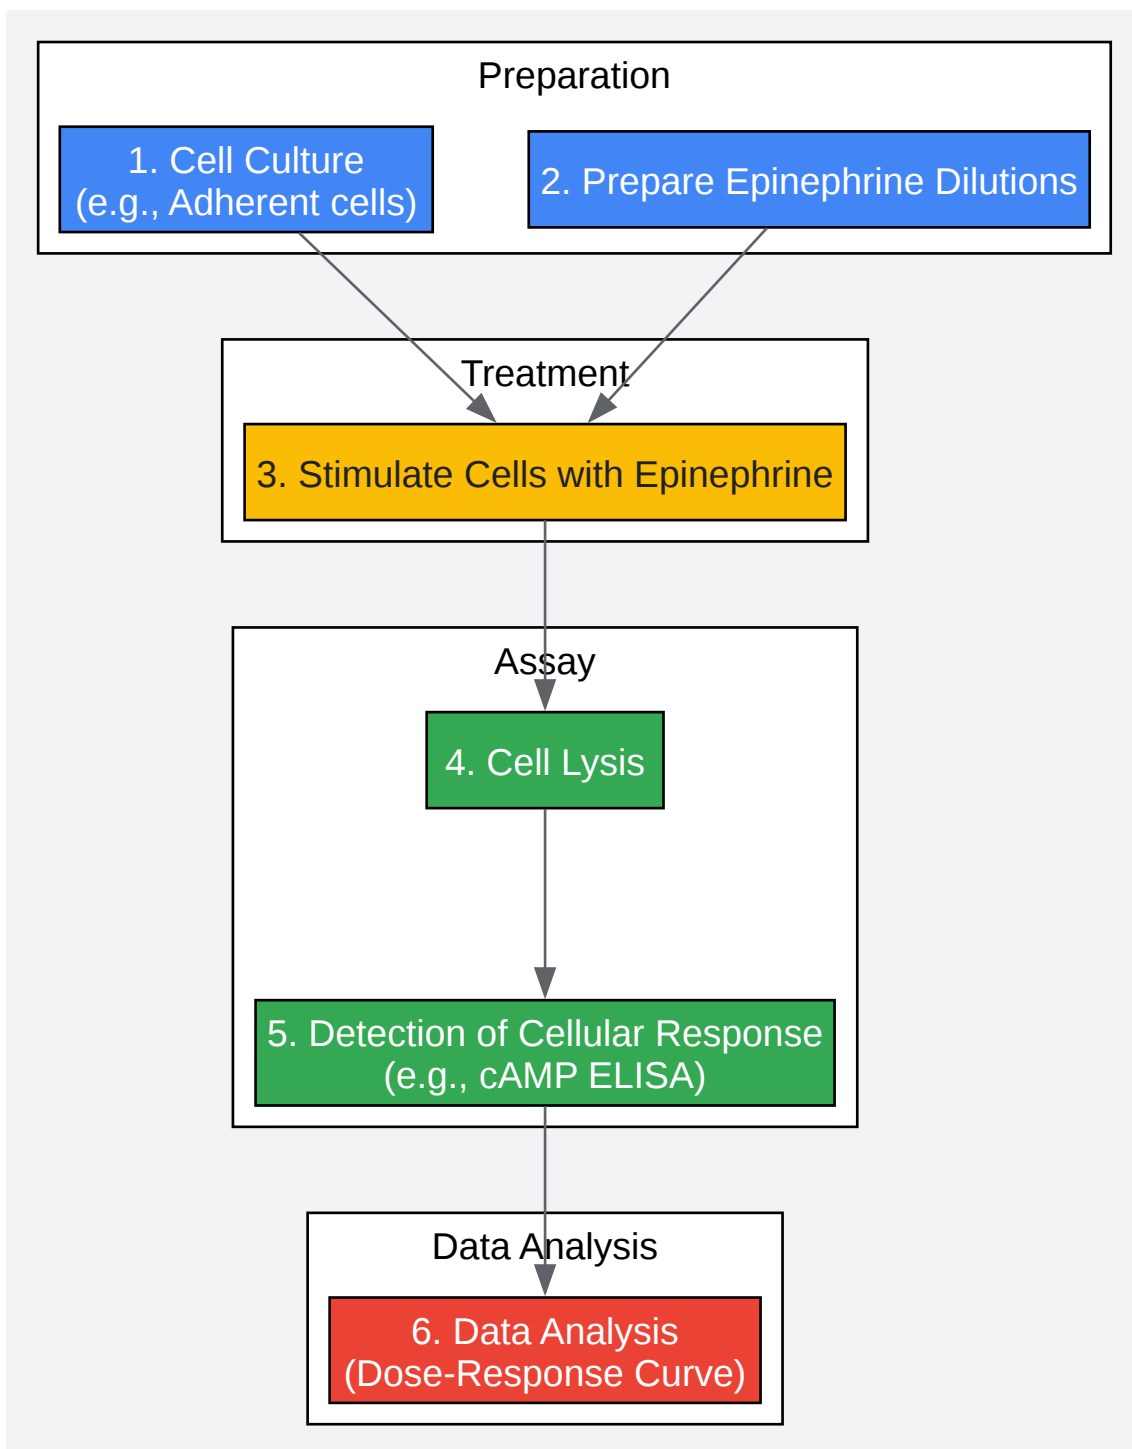 Preparation
1. Cell Culture
(e.g., Adherent cells)
2. Prepare Epinephrine Dilutions
Treatment
3. Stimulate Cells with Epinephrine
Assay
4. Cell Lysis
5. Detection of Cellular Response
(e.g., cAMP ELISA)
Data Analysis
6. Data Analysis
(Dose-Response Curve)